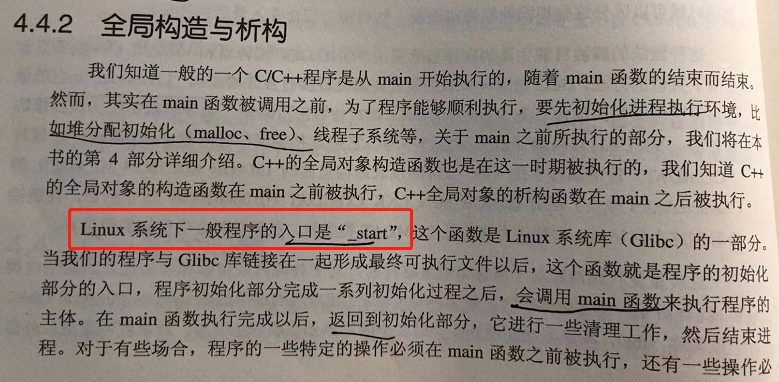 4.4.2 全局构造与析构
我们知道一般的一个 C/C++程序是从 main 开始执行的，随着 main 函数的结束而结束。
然而，其实在 main 函数被调用之前，为了程序能够顺利执行，要先初始化进程执行环境，比
如堆分配初始化（malloc、free）、线程子系统等，关于 main 之前所执行的部分，我们将在本
书的第 4 部分详细介绍。C++的全局对象构造函数也是在这一时期被执行的，我们知道 C++
的全局对象的构造函数在 main 之前被执行，C++全局对象的析构函数在 main 之后被执行。
Linux 系统下一般程序的入口是“_start”，这个函数是 Linux 系统库（Glibc）的一部分。
当我们的程序与 Glibc 库链接在一起形成最终可执行文件以后，这个函数就是程序的初始化
部分的入口，程序初始化部分完成一系列初始化过程之后，会调用 main 函数来执行程序的
主体。在 main 函数执行完成以后，返回到初始化部分，它进行一些清理工作，然后结束进
程。对于有些场合，程序的一些特定的操作必须在 main 函数之前被执行，还有一些操作必